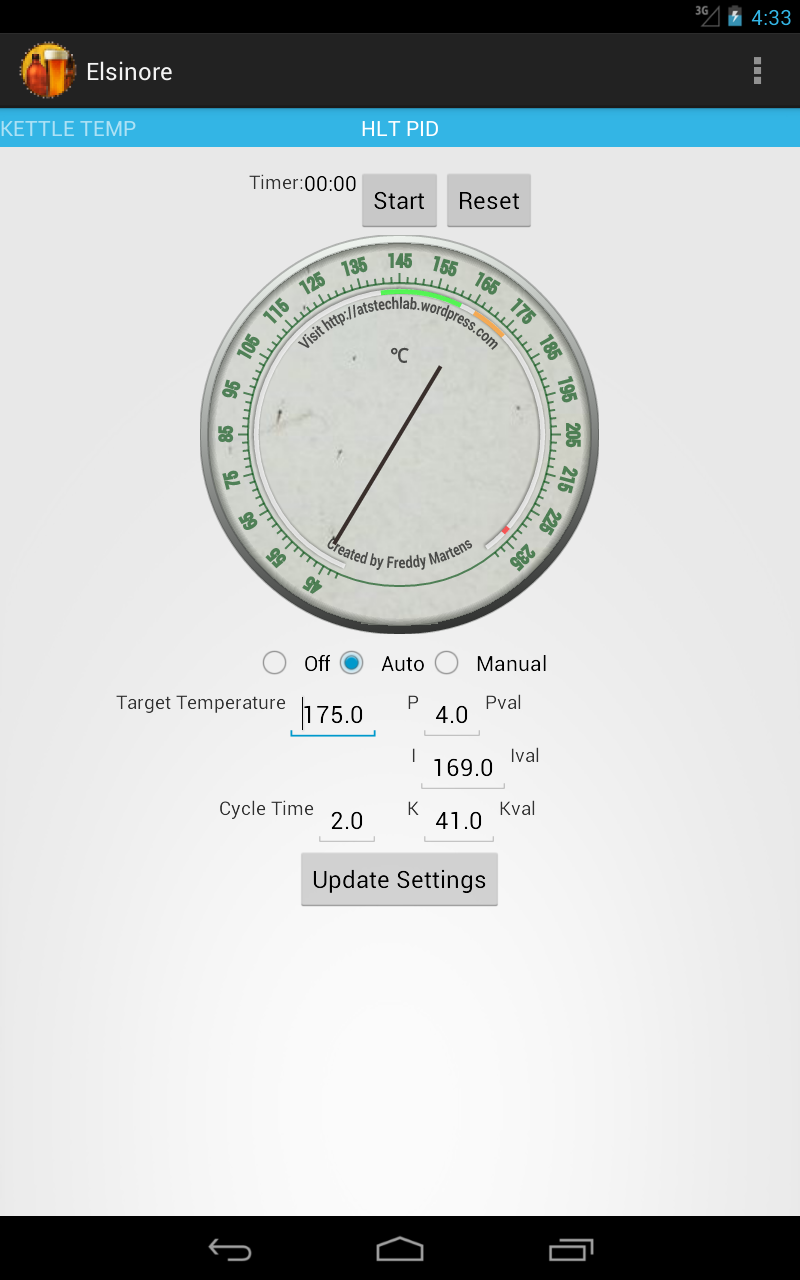 3G 4:33
Elsinore
KETTLE TEMP HLT PID
Timer:00:00 Start Reset
45 55 65 75 85 95 105 115 125 135 145 155 165 175 185 195 205 215 225 235
Visit http://atstechlab.wordpress.com
°C
Created by Freddy Martens
Off Auto Manual
Target Temperature 175.0 P 4.0 Pval
I 169.0 Ival
Cycle Time 2.0 K 41.0 Kval
Update Settings